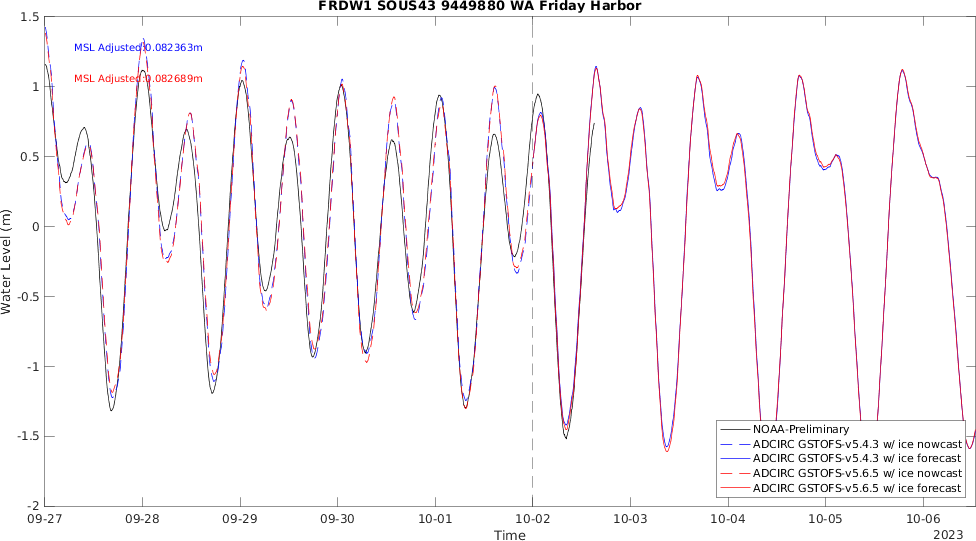 FRDW1 SOUS43 9449880 WA Friday Harbor
MSL Adjusted:0.082363m
MSL Adjusted:0.082689m
1.5
1
0.5
0
-0.5
-1
-1.5
-2
Water Level (m)
09-27 09-28 09-29 09-30 10-01 10-02 10-03 10-04 10-05 10-06
Time
2023
NOAA-Preliminary
ADCIRC GSTOFS-v5.4.3 w/ ice nowcast
ADCIRC GSTOFS-v5.4.3 w/ ice forecast
ADCIRC GSTOFS-v5.6.5 w/ ice nowcast
ADCIRC GSTOFS-v5.6.5 w/ ice forecast